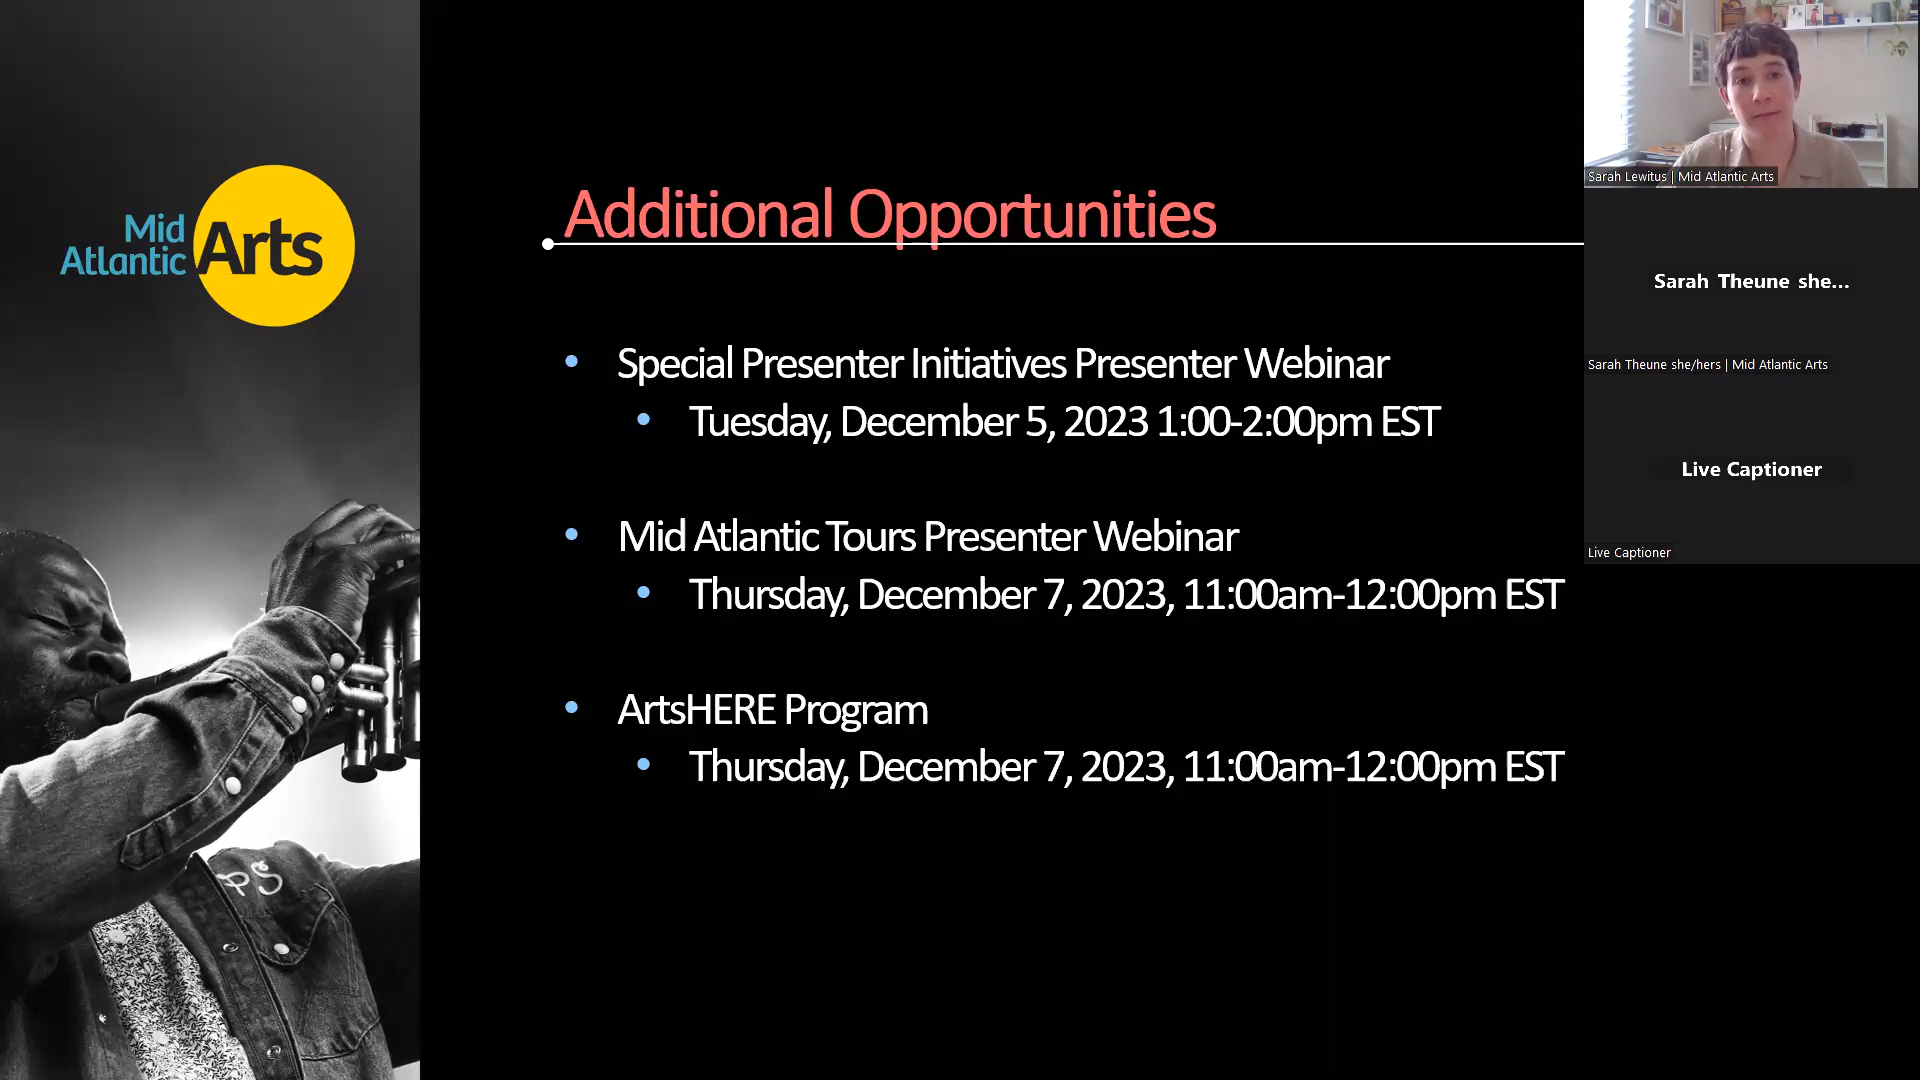 Mid
Atlantic
Arts
Additional Opportunities
• Special Presenter Initiatives Presenter Webinar
• Tuesday, December 5, 2023 1:00-2:00pm EST
• Mid Atlantic Tours Presenter Webinar
• Thursday, December 7, 2023, 11:00am-12:00pm EST
• ArtsHERE Program
• Thursday, December 7, 2023, 11:00am-12:00pm EST
PS
Sarah Lewitus | Mid Atlantic Arts
Sarah Theune she...
Sarah Theune she/hers | Mid Atlantic Arts
Live Captioner
Live Captioner